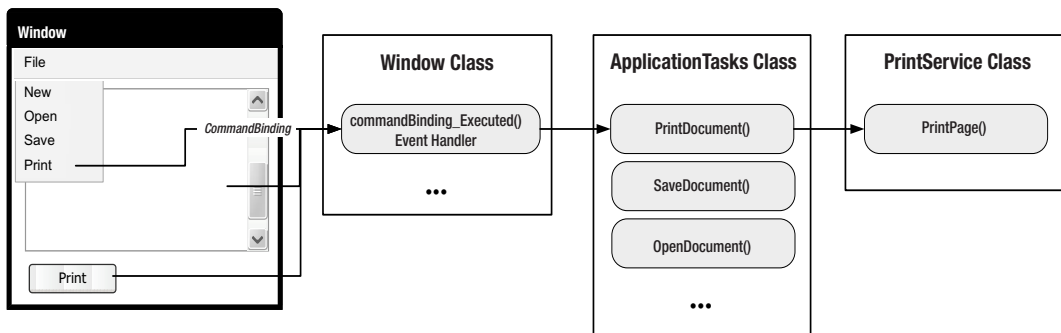 Window
File
New
Open
Save
Print
CommandBinding
Print
Window Class
commandBinding_Executed()
Event Handler
...
ApplicationTasks Class
PrintDocument()
SaveDocument()
OpenDocument()
...
PrintService Class
PrintPage()